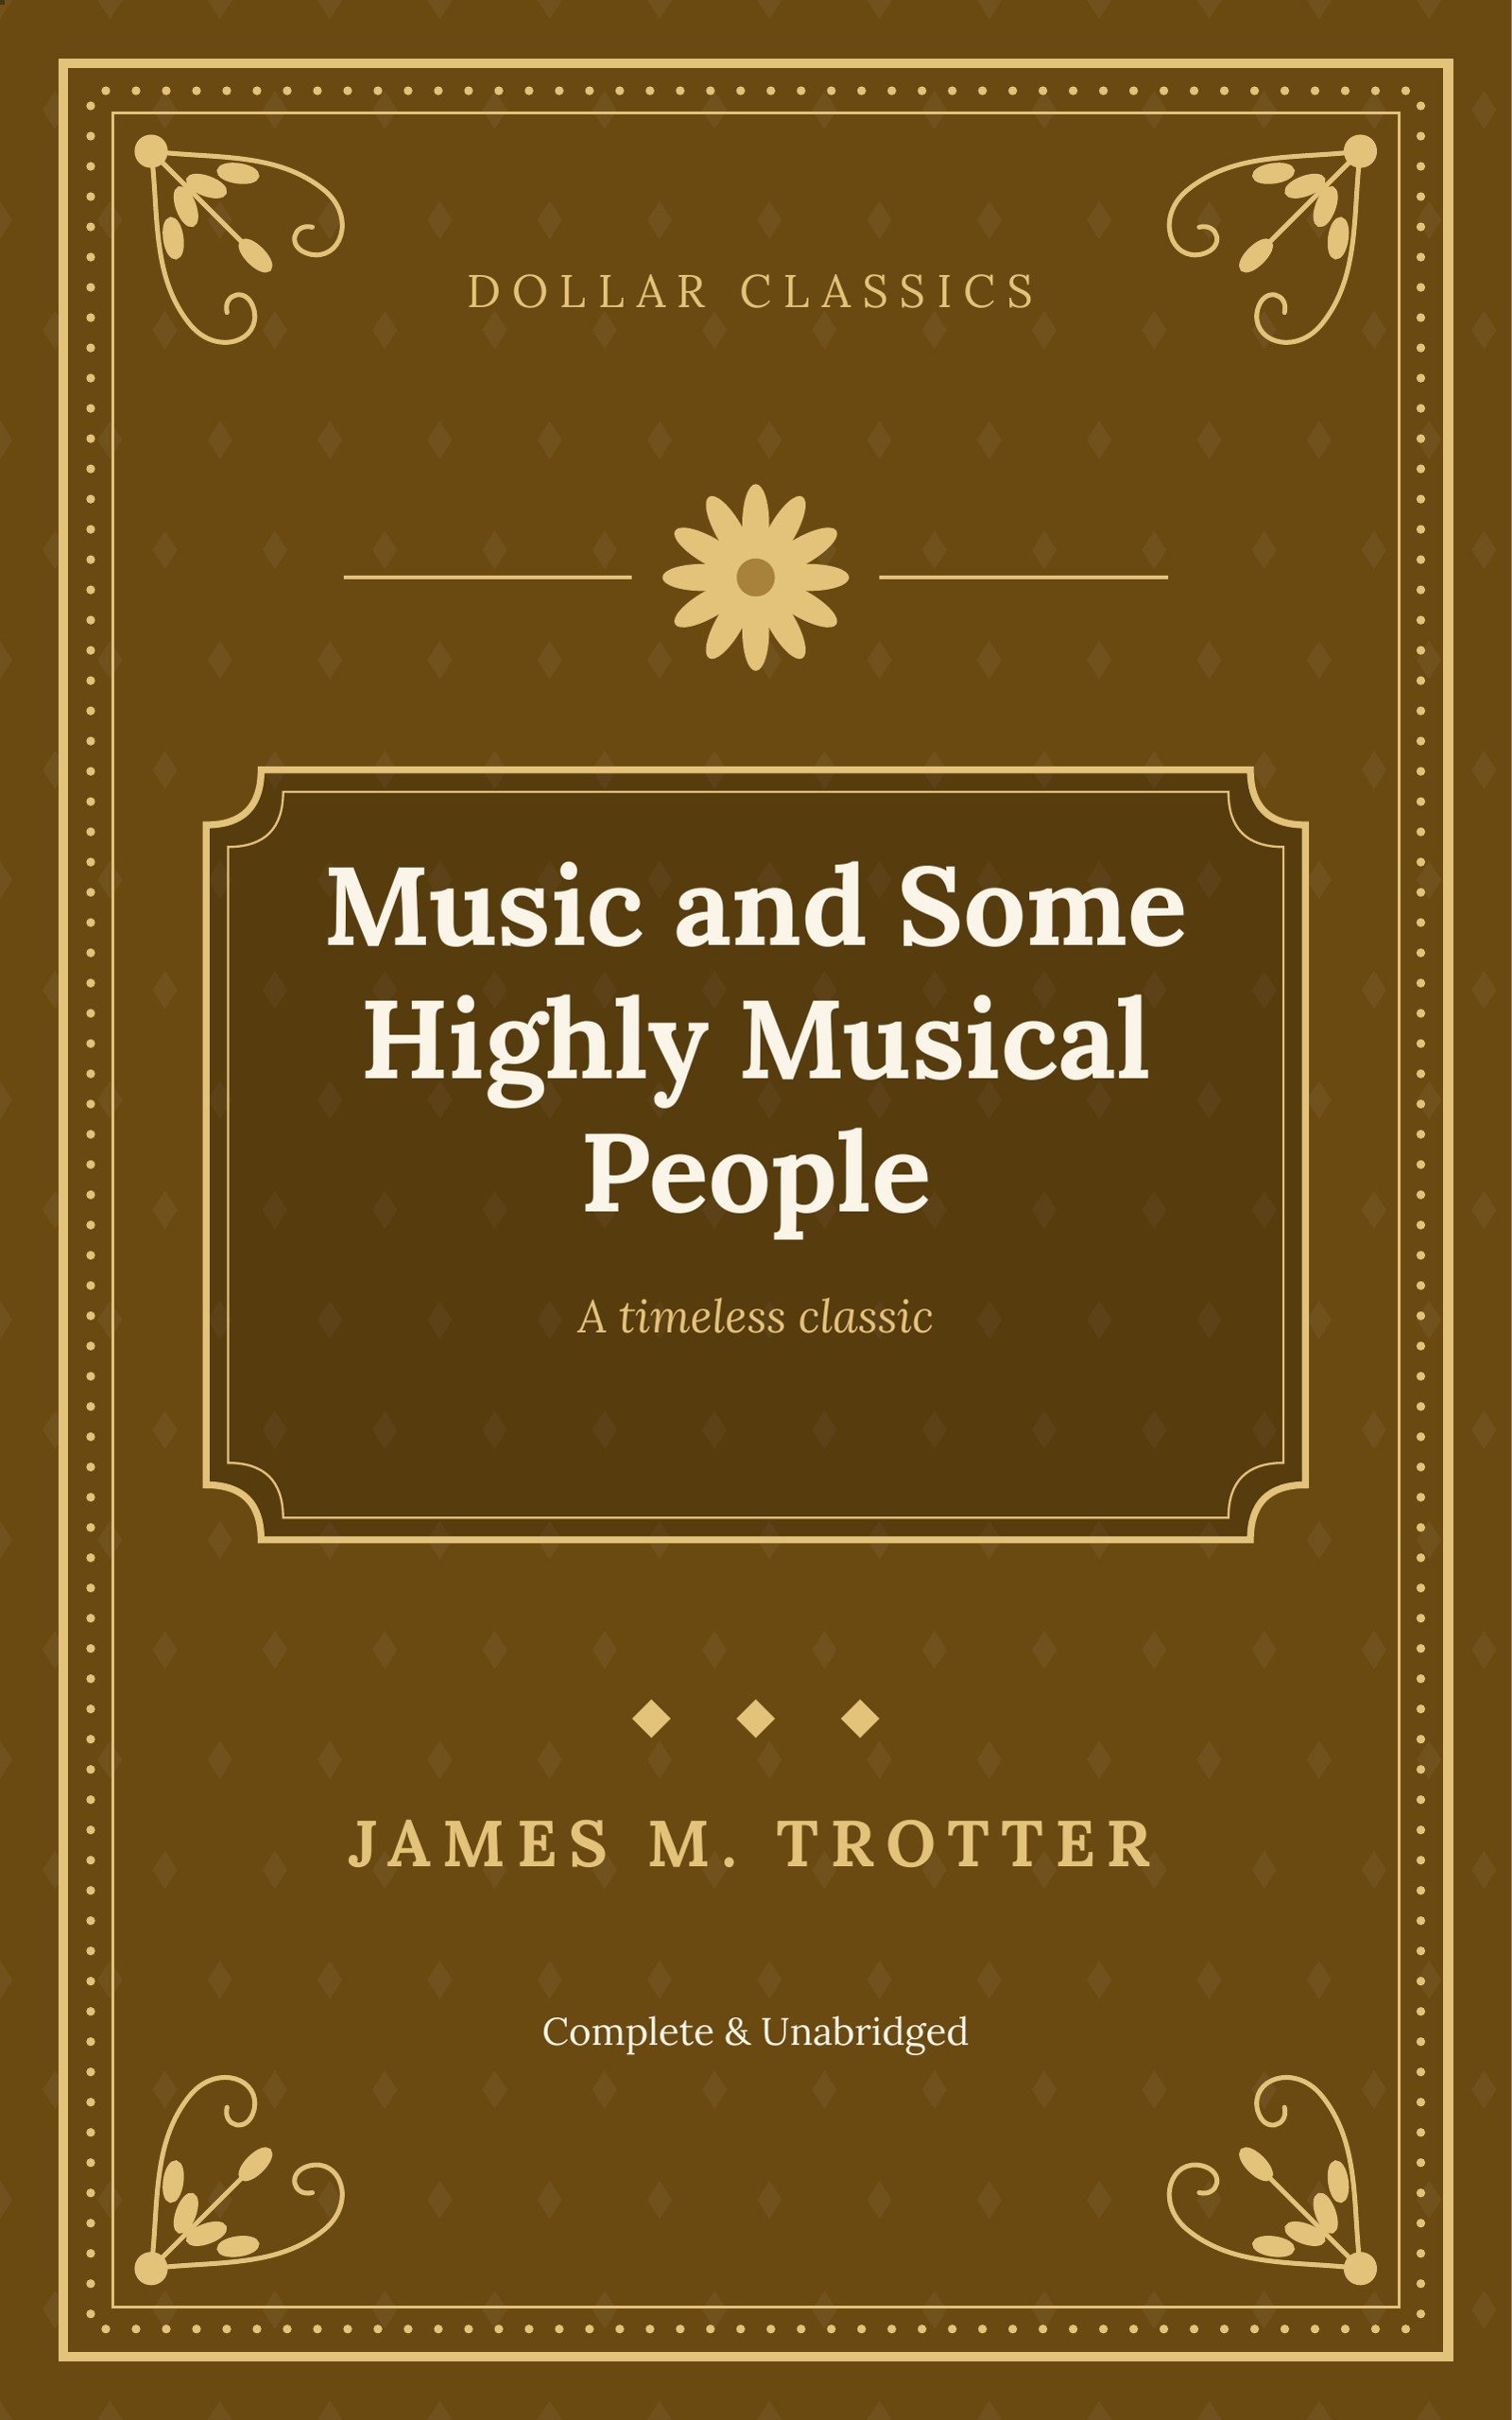 DOLLAR CLASSICS
Music and Some
Highly Musical
People
A timeless classic
JAMES M. TROTTER
Complete & Unabridged